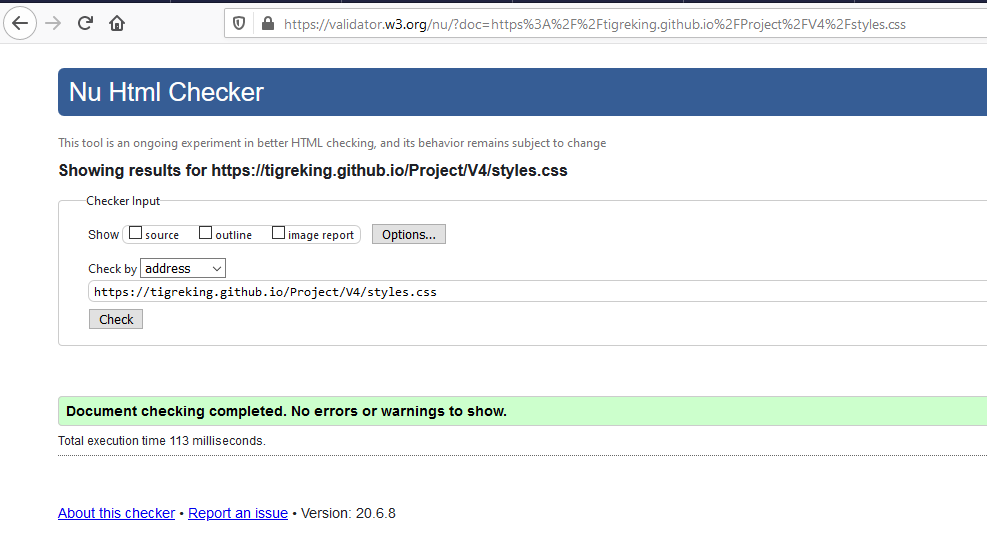 https://validator.w3.org/nu/?doc=https%3A%2F%2Ftigreking.github.io%2FProject%2FV4%2Fstyles.css
Nu Html Checker
This tool is an ongoing experiment in better HTML checking, and its behavior remains subject to change
Showing results for https://tigreking.github.io/Project/V4/styles.css
Checker Input
Show source outline image report Options...
Check by address
https://tigreking.github.io/Project/V4/styles.css
Check
Document checking completed. No errors or warnings to show.
Total execution time 113 milliseconds.
About this checker • Report an issue • Version: 20.6.8